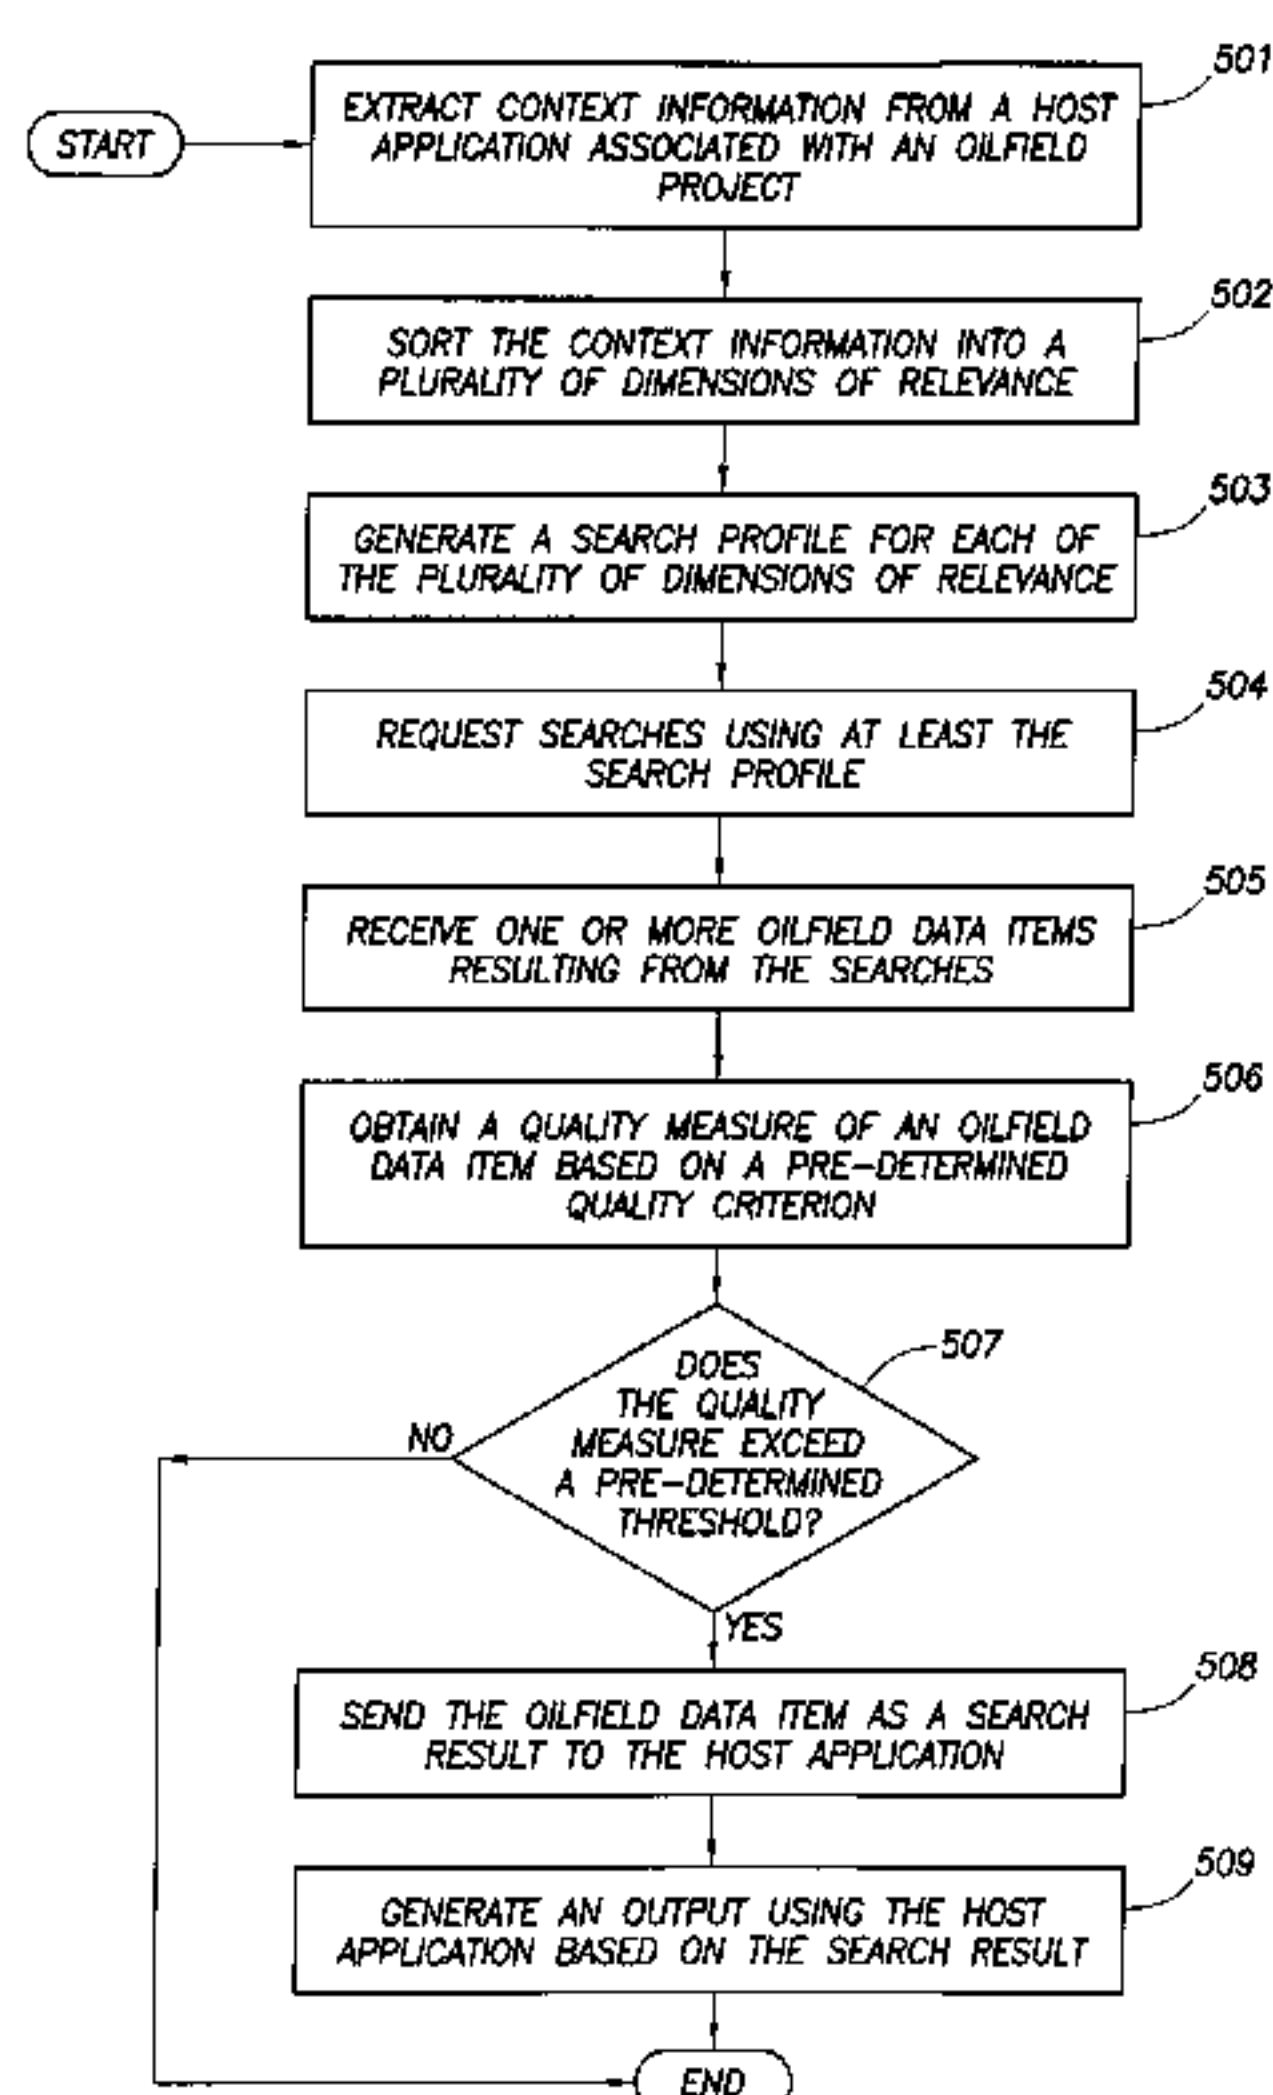 501
START
EXTRACT CONTEXT INFORMATION FROM A HOST
APPLICATION ASSOCIATED WITH AN OILFIELD
PROJECT
502
SORT THE CONTEXT INFORMATION INTO A
PLURALITY OF DIMENSIONS OF RELEVANCE
503
GENERATE A SEARCH PROFILE FOR EACH OF
THE PLURALITY OF DIMENSIONS OF RELEVANCE
504
REQUEST SEARCHES USING AT LEAST THE
SEARCH PROFILE
505
RECEIVE ONE OR MORE OILFIELD DATA ITEMS
RESULTING FROM THE SEARCHES
506
OBTAIN A QUALITY MEASURE OF AN OILFIELD
DATA ITEM BASED ON A PRE-DETERMINED
QUALITY CRITERION
507
DOES
THE QUALITY
MEASURE EXCEED
A PRE-DETERMINED
THRESHOLD?
NO
YES
508
SEND THE OILFIELD DATA ITEM AS A SEARCH
RESULT TO THE HOST APPLICATION
509
GENERATE AN OUTPUT USING THE HOST
APPLICATION BASED ON THE SEARCH RESULT
END